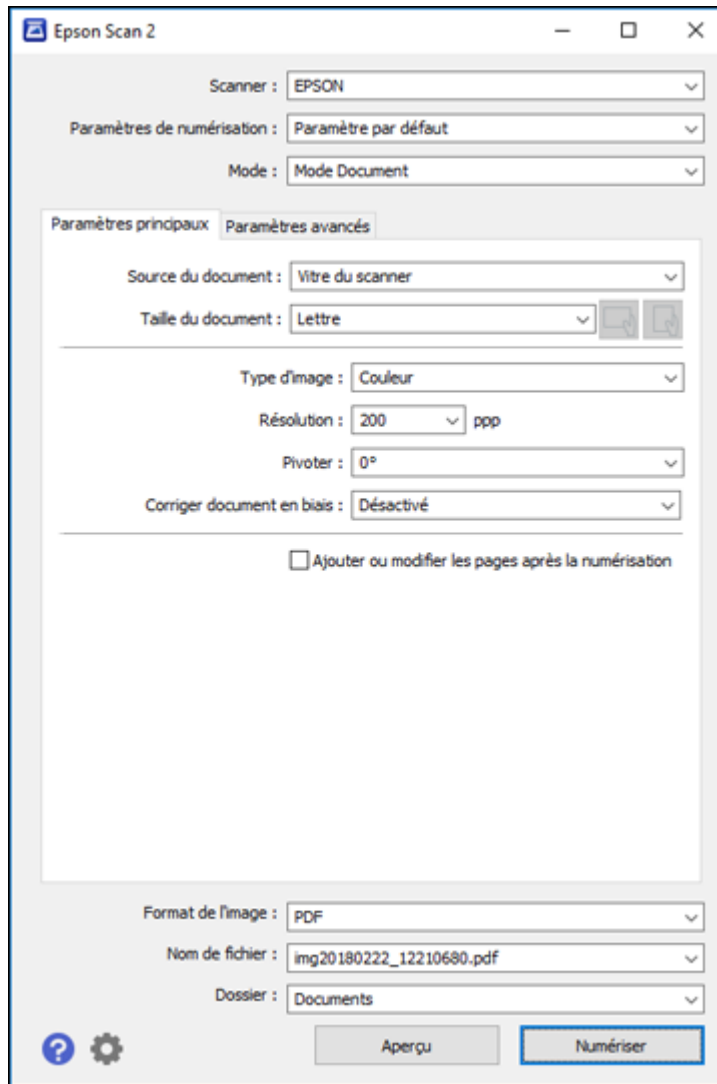 Epson Scan 2
Scanner : EPSON
Paramètres de numérisation : Paramètre par défaut
Mode : Mode Document
Paramètres principaux Paramètres avancés
Source du document : Vitre du scanner
Taille du document : Lettre
Type d'image : Couleur
Résolution : 200 ppp
Pivoter : 0°
Corriger document en biais : Désactivé
Ajouter ou modifier les pages après la numérisation
Format de l'image : PDF
Nom de fichier : img20180222_12210680.pdf
Dossier : Documents
? Aperçu Numériser